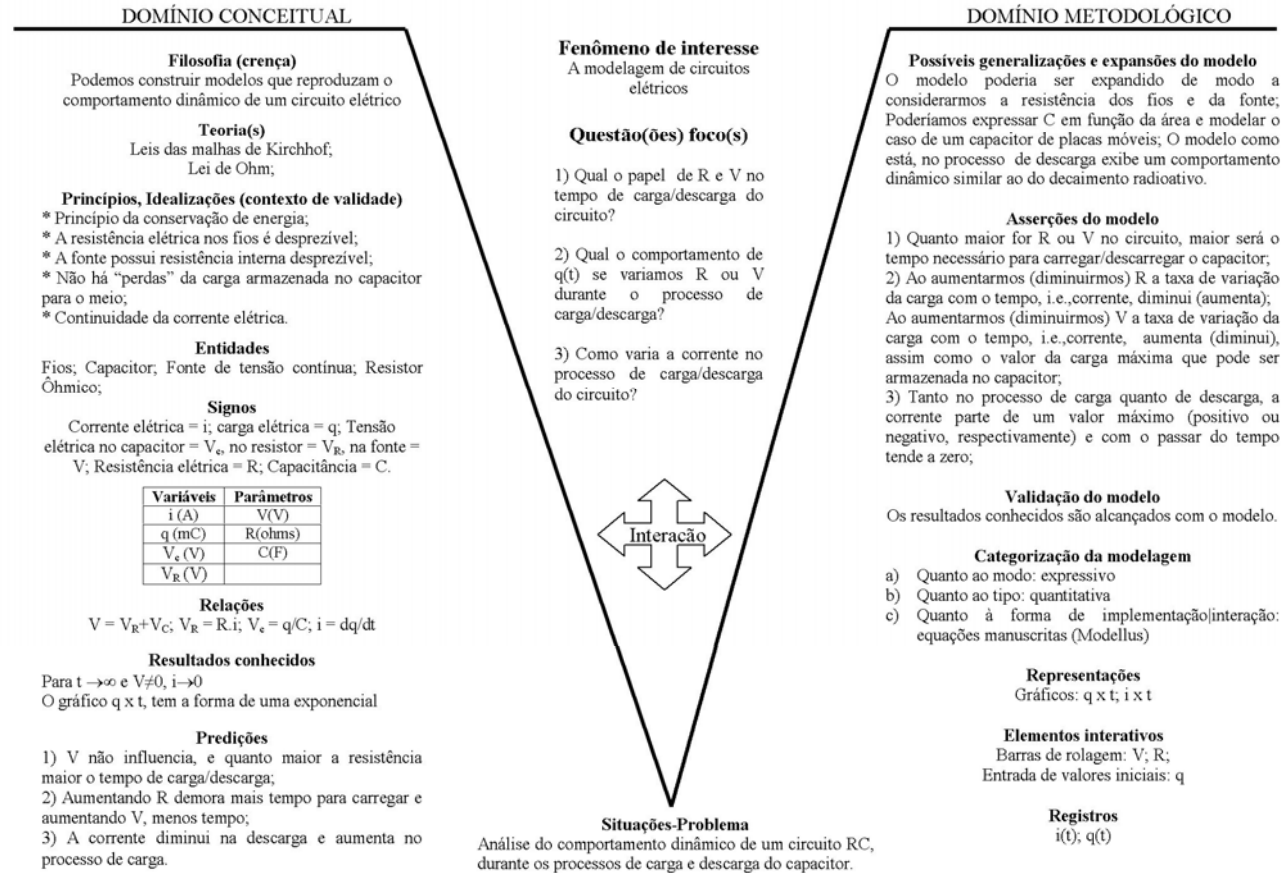 DOMÍNIO CONCEITUAL
Filosofia (crença)
Podemos construir modelos que reproduzam o
comportamento dinâmico de um circuito elétrico
Teoria(s)
Leis das malhas de Kirchhof;
Lei de Ohm;
Princípios, Idealizações (contexto de validade)
* Princípio da conservação de energia;
* A resistência elétrica nos fios é desprezível;
* A fonte possui resistência interna desprezível;
* Não há “perdas” da carga armazenada no capacitor
para o meio;
* Continuidade da corrente elétrica.
Entidades
Fios; Capacitor; Fonte de tensão contínua; Resistor
Ôhmico;
Signos
Corrente elétrica = i; carga elétrica = q; Tensão
elétrica no capacitor = Vc, no resistor = VR, na fonte =
V; Resistência elétrica = R; Capacitância = C.
Variáveis Parâmetros
i (A) V(V)
q (mC) R(ohms)
Vc (V) C(F)
VR (V)
Relações
V = VR+VC; VR = R.i; Vc = q/C; i = dq/dt
Resultados conhecidos
Para t →∞ e V≠0, i→0
O gráfico q x t, tem a forma de uma exponencial
Predições
1) V não influencia, e quanto maior a resistência
maior o tempo de carga/descarga;
2) Aumentando R demora mais tempo para carregar e
aumentando V, menos tempo;
3) A corrente diminui na descarga e aumenta no
processo de carga.
Fenômeno de interesse
A modelagem de circuitos
elétricos
Questão(ões) foco(s)
1) Qual o papel de R e V no
tempo de carga/descarga do
circuito?
2) Qual o comportamento de
q(t) se variamos R ou V
durante o processo de
carga/descarga?
3) Como varia a corrente no
processo de carga/descarga
do circuito?
Interação
Situações-Problema
Análise do comportamento dinâmico de um circuito RC,
durante os processos de carga e descarga do capacitor.
DOMÍNIO METODOLÓGICO
Possíveis generalizações e expansões do modelo
O modelo poderia ser expandido de modo a
considerarmos a resistência dos fios e da fonte;
Poderíamos expressar C em função da área e modelar o
caso de um capacitor de placas móveis; O modelo como
está, no processo de descarga exibe um comportamento
dinâmico similar ao do decaimento radioativo.
Asserções do modelo
1) Quanto maior for R ou V no circuito, maior será o
tempo necessário para carregar/descarregar o capacitor;
2) Ao aumentarmos (diminuirmos) R a taxa de variação
da carga com o tempo, i.e.,corrente, diminui (aumenta);
Ao aumentarmos (diminuirmos) V a taxa de variação da
carga com o tempo, i.e.,corrente, aumenta (diminui),
assim como o valor da carga máxima que pode ser
armazenada no capacitor;
3) Tanto no processo de carga quanto de descarga, a
corrente parte de um valor máximo (positivo ou
negativo, respectivamente) e com o passar do tempo
tende a zero;
Validação do modelo
Os resultados conhecidos são alcançados com o modelo.
Categorização da modelagem
a) Quanto ao modo: expressivo
b) Quanto ao tipo: quantitativa
c) Quanto à forma de implementação|interação:
equações manuscritas (Modellus)
Representações
Gráficos: q x t; i x t
Elementos interativos
Barras de rolagem: V; R;
Entrada de valores iniciais: q
Registros
i(t); q(t)